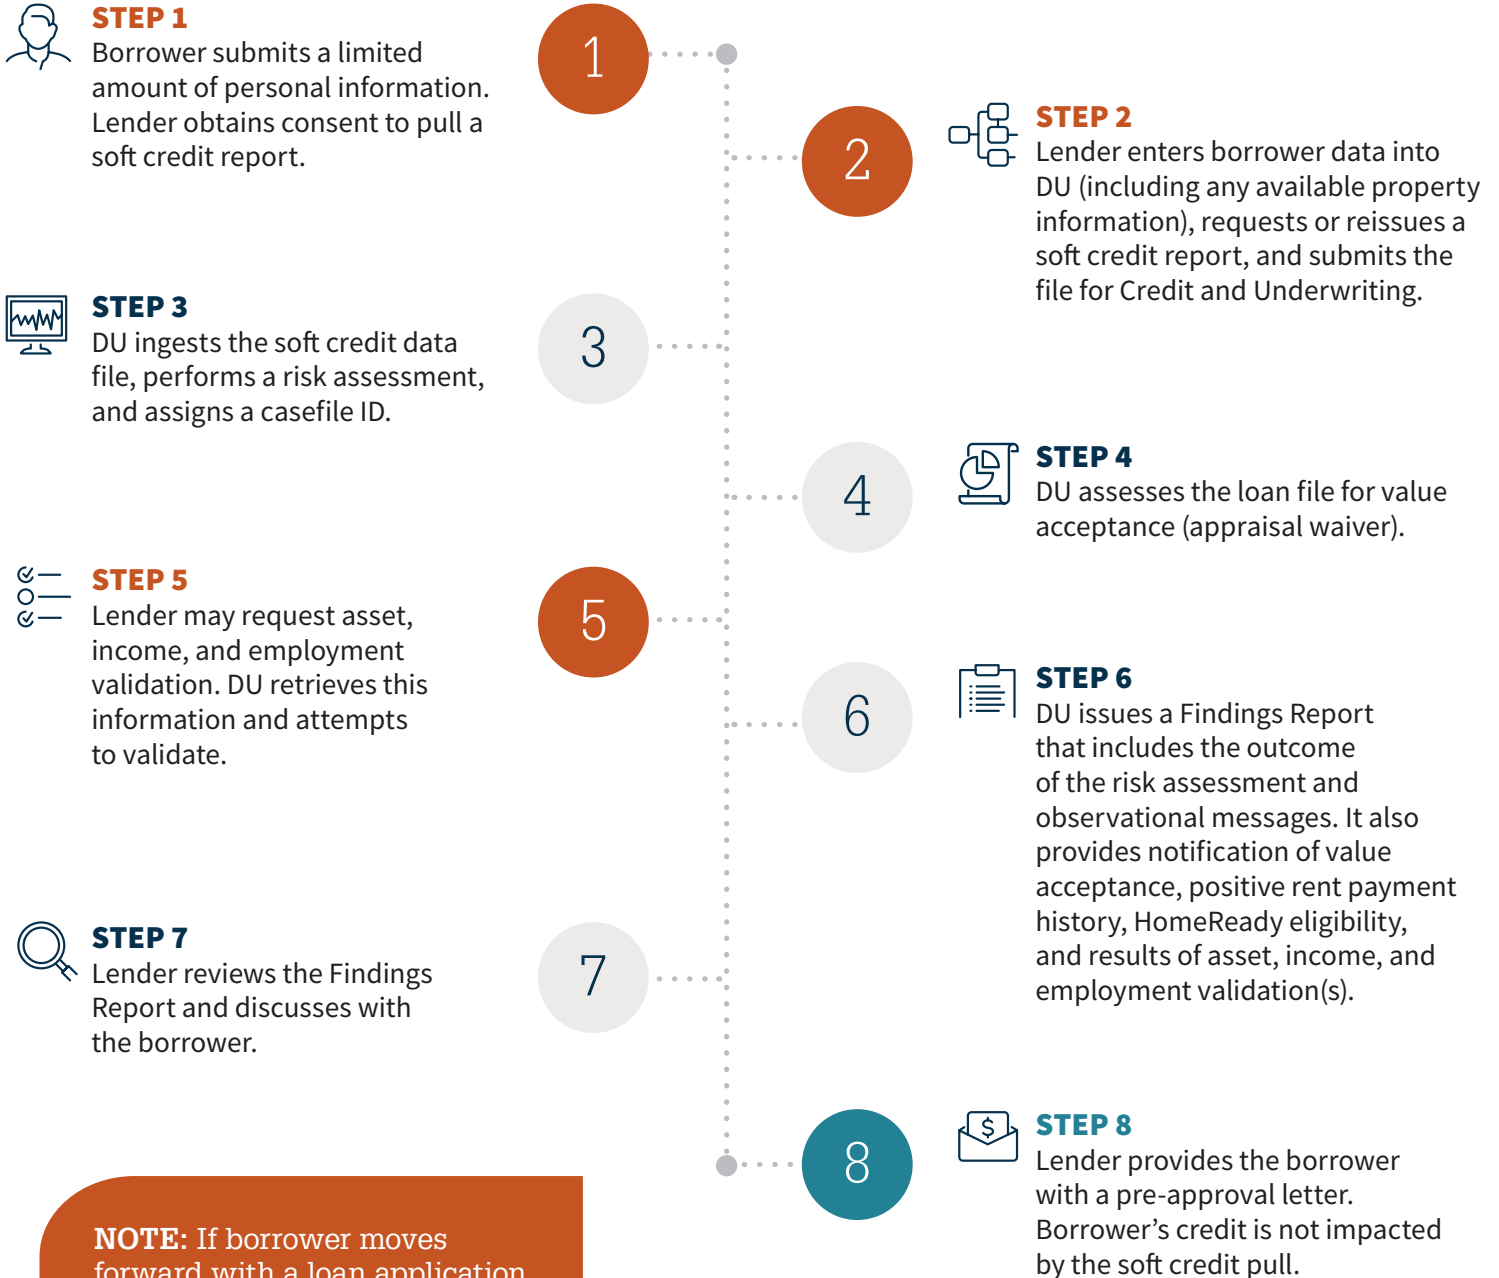 STEP 1
Borrower submits a limited
amount of personal information.
Lender obtains consent to pull a
soft credit report.
1
2
STEP 2
Lender enters borrower data into
DU (including any available property
information), requests or reissues a
soft credit report, and submits the
file for Credit and Underwriting.
STEP 3
DU ingests the soft credit data
file, performs a risk assessment,
and assigns a casefile ID.
3
4
STEP 4
DU assesses the loan file for value
acceptance (appraisal waiver).
STEP 5
Lender may request asset,
income, and employment
validation. DU retrieves this
information and attempts
to validate.
5
6
STEP 6
DU issues a Findings Report
that includes the outcome
of the risk assessment and
observational messages. It also
provides notification of value
acceptance, positive rent payment
history, HomeReady eligibility,
and results of asset, income, and
employment validation(s).
STEP 7
Lender reviews the Findings
Report and discusses with
the borrower.
7
8
STEP 8
Lender provides the borrower
with a pre-approval letter.
Borrower's credit is not impacted
by the soft credit pull.
$
NOTE: If borrower moves
forward with a loan application